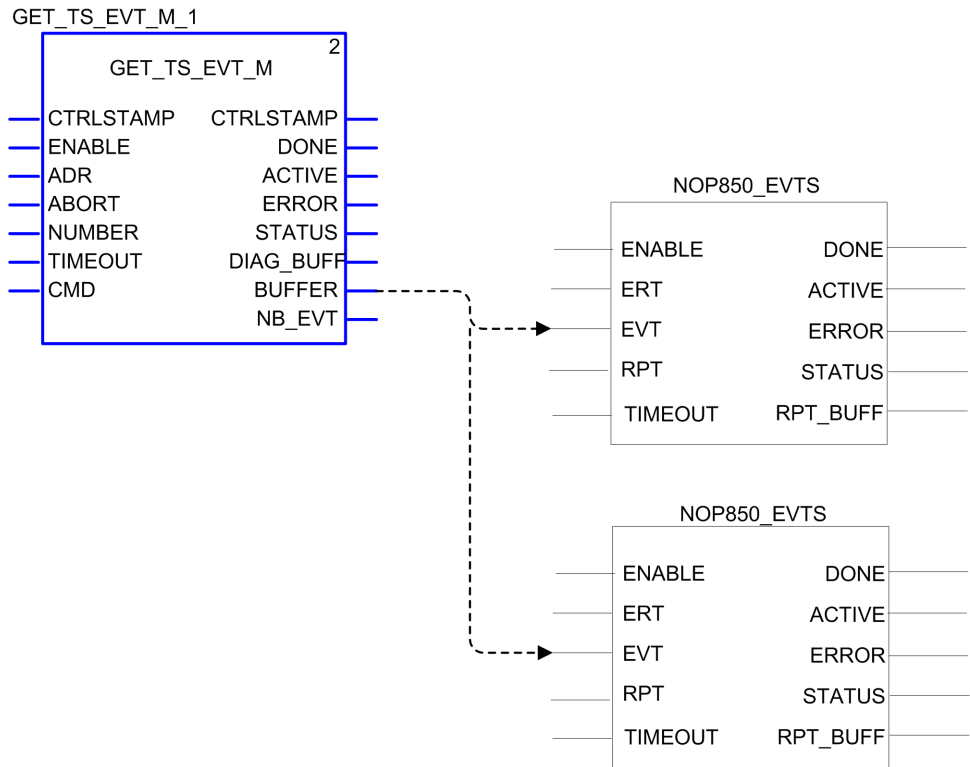 GET_TS_EVT_M_1
2
GET_TS_EVT_M
CTRLSTAMP CTRLSTAMP
ENABLE DONE
ADR ACTIVE
ABORT ERROR
NUMBER STATUS
TIMEOUT DIAG_BUFF
CMD BUFFER
NB_EVT
NOP850_EVTS
ENABLE DONE
ERT ACTIVE
EVT ERROR
RPT STATUS
TIMEOUT RPT_BUFF
NOP850_EVTS
ENABLE DONE
ERT ACTIVE
EVT ERROR
RPT STATUS
TIMEOUT RPT_BUFF